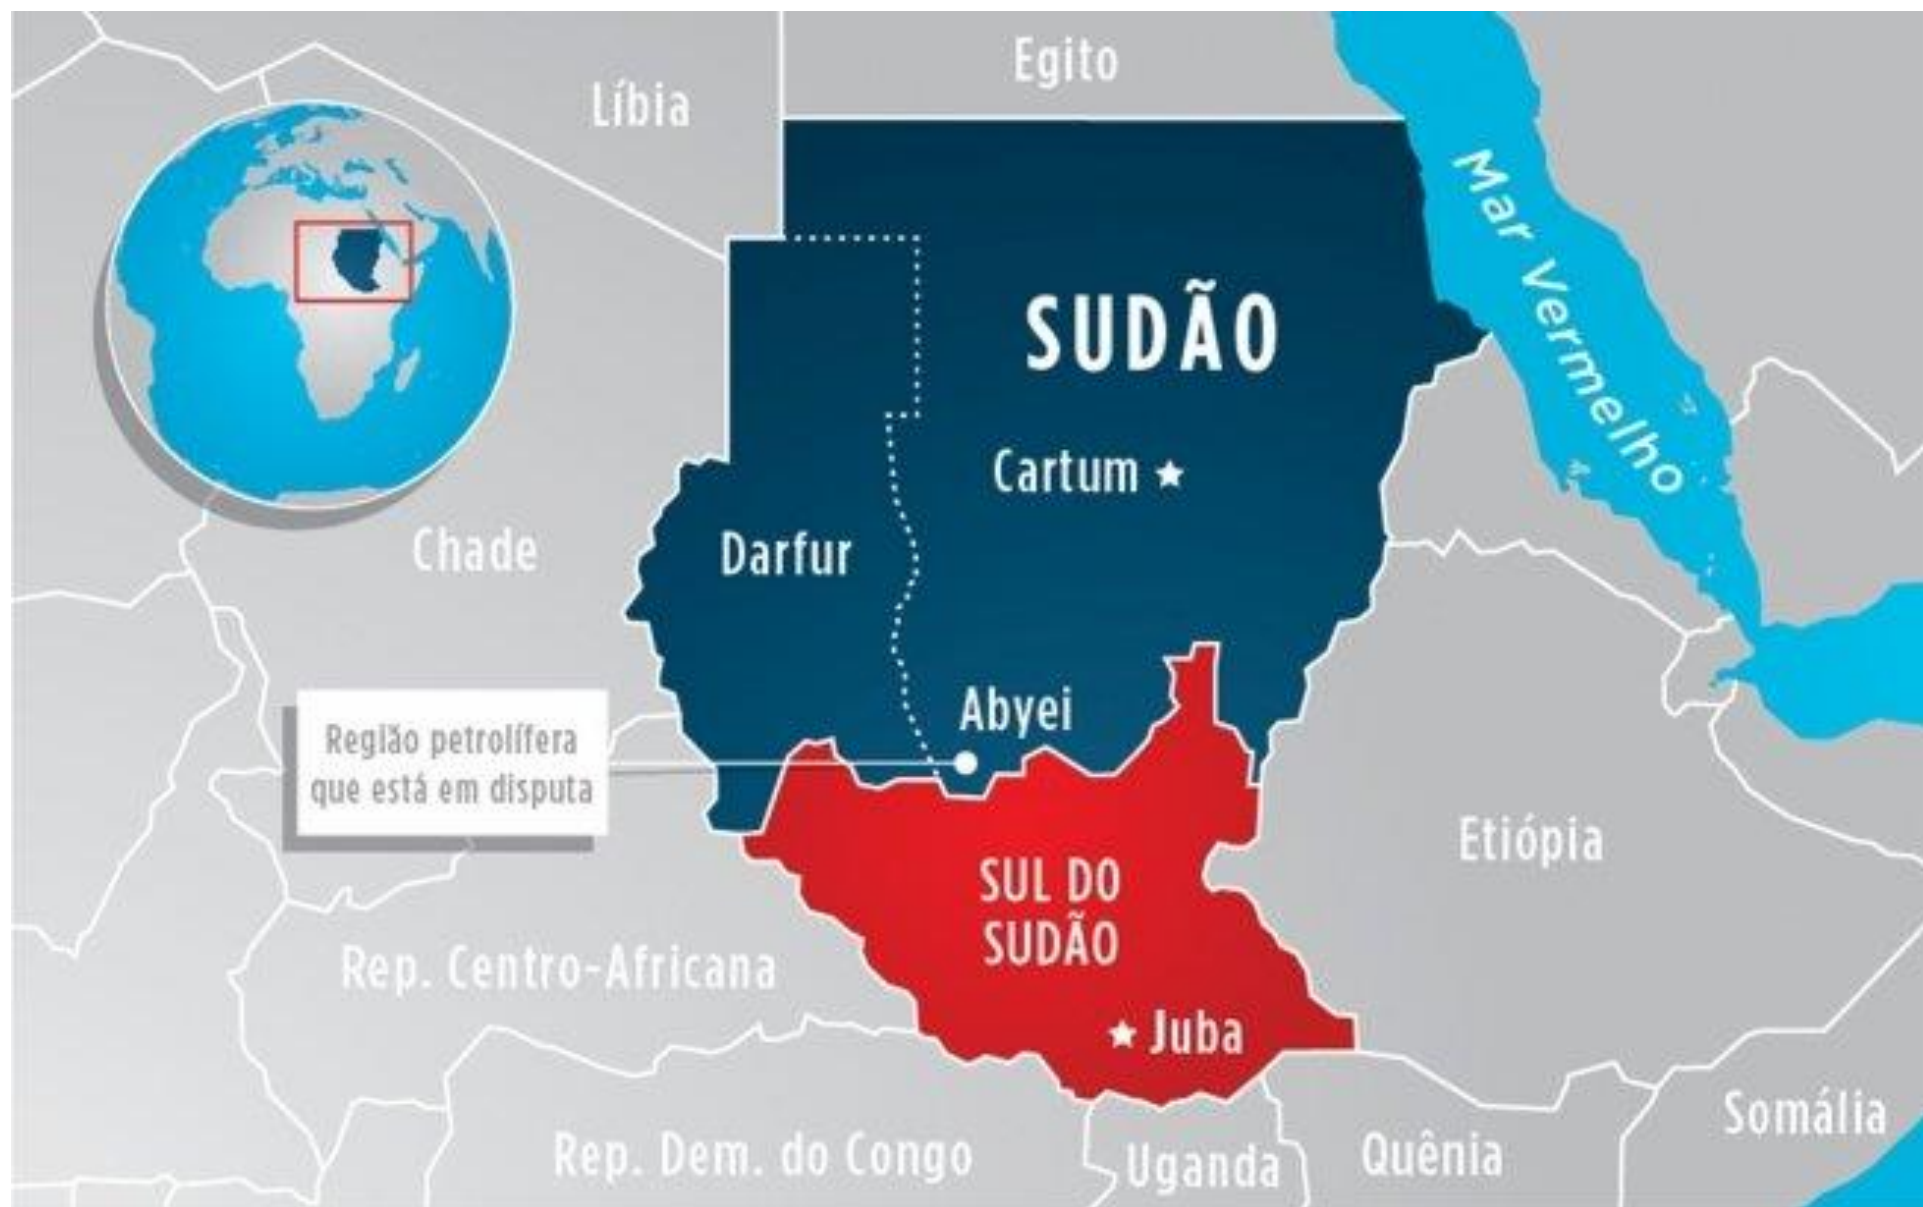 Egito
Líbia
Mar Vermelho
SUDÃO
Cartum
Chade
Darfur
Abyei
Região petrolífera
que está em disputa
Etiópia
SUL DO
SUDÃO
Rep. Centro-Africana
Juba
Somália
Rep. Dem. do Congo
Uganda
Quênia